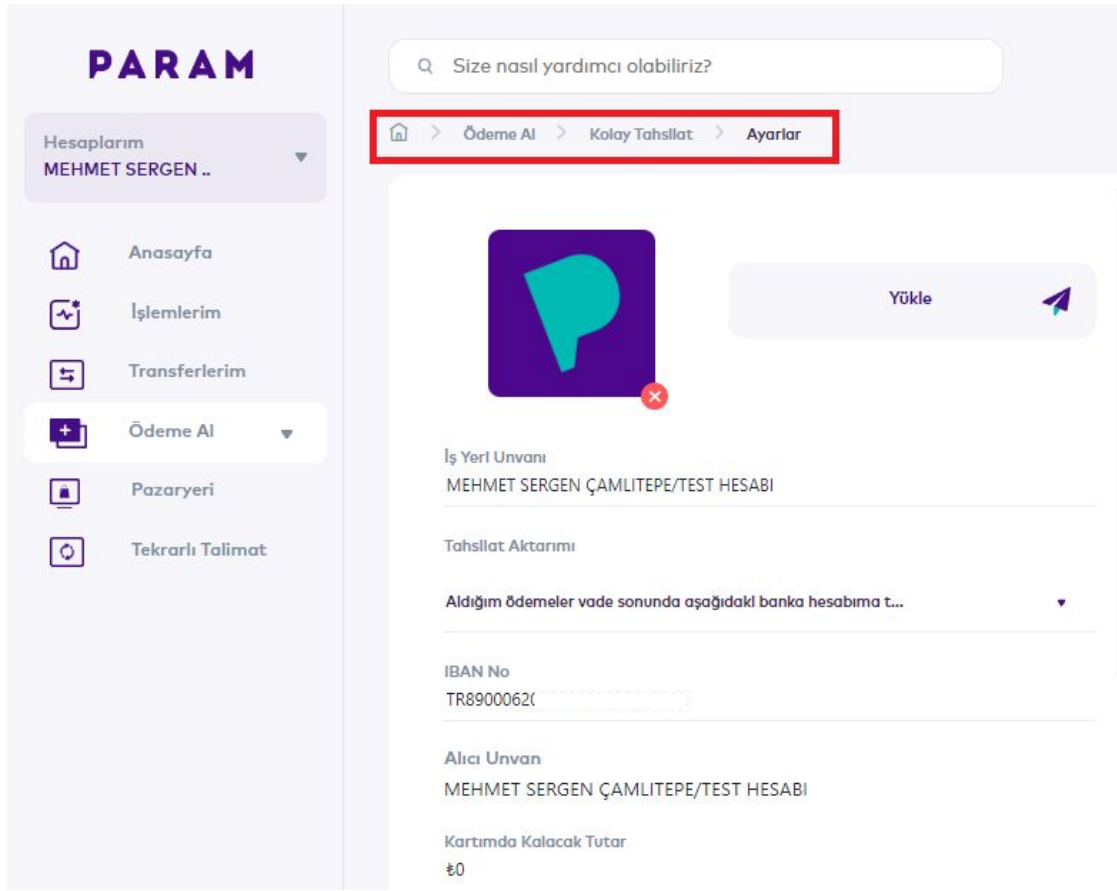 PARAM
Size nasıl yardımcı olabiliriz?
Hesaplarım
MEHMET SERGEN ..
Ödeme Al > Kolay Tahsilat > Ayarlar
Anasayfa
İşlemlerim
Transferlerim
Ödeme Al
Pazaryeri
Tekrarlı Talimat
Yükle
İş Yeri Unvanı
MEHMET SERGEN ÇAMLITEPE/TEST HESABI
Tahsilat Aktarımı
Aldığım ödemeler vade sonunda aşağıdaki banka hesabıma t...
IBAN No
TR8900062
Alıcı Unvan
MEHMET SERGEN ÇAMLITEPE/TEST HESABI
Kartımda Kalacak Tutar
₺0